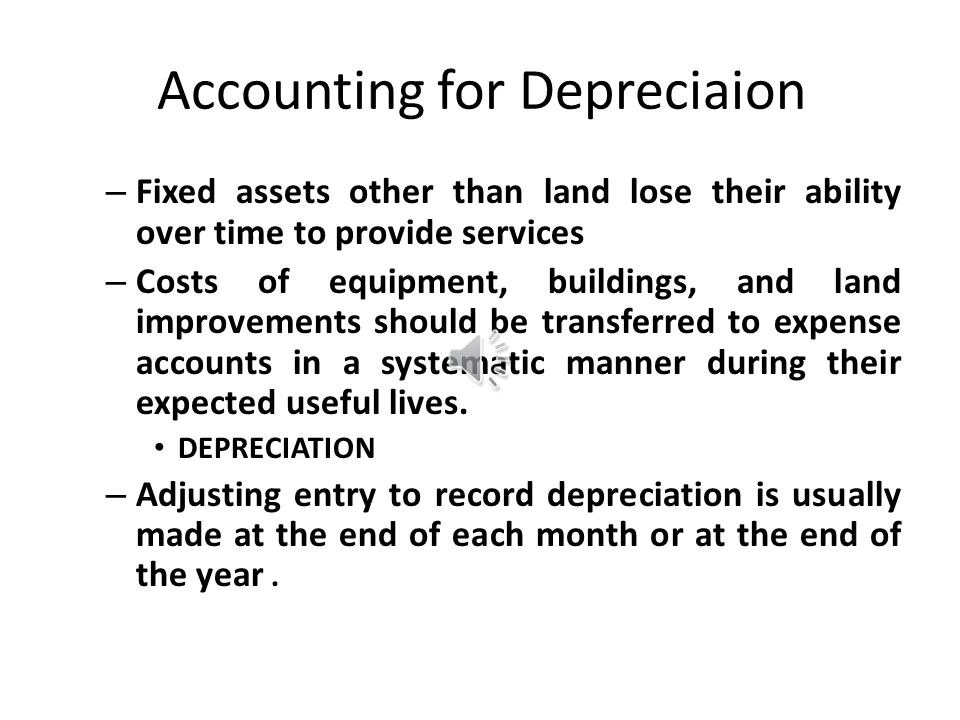 Accounting for Depreciaion
– Fixed assets other than land lose their ability
over time to provide services
– Costs of equipment, buildings, and land
improvements should be transferred to expense
accounts in a systematic manner during their
expected useful lives.
• DEPRECIATION
– Adjusting entry to record depreciation is usually
made at the end of each month or at the end of
the year .